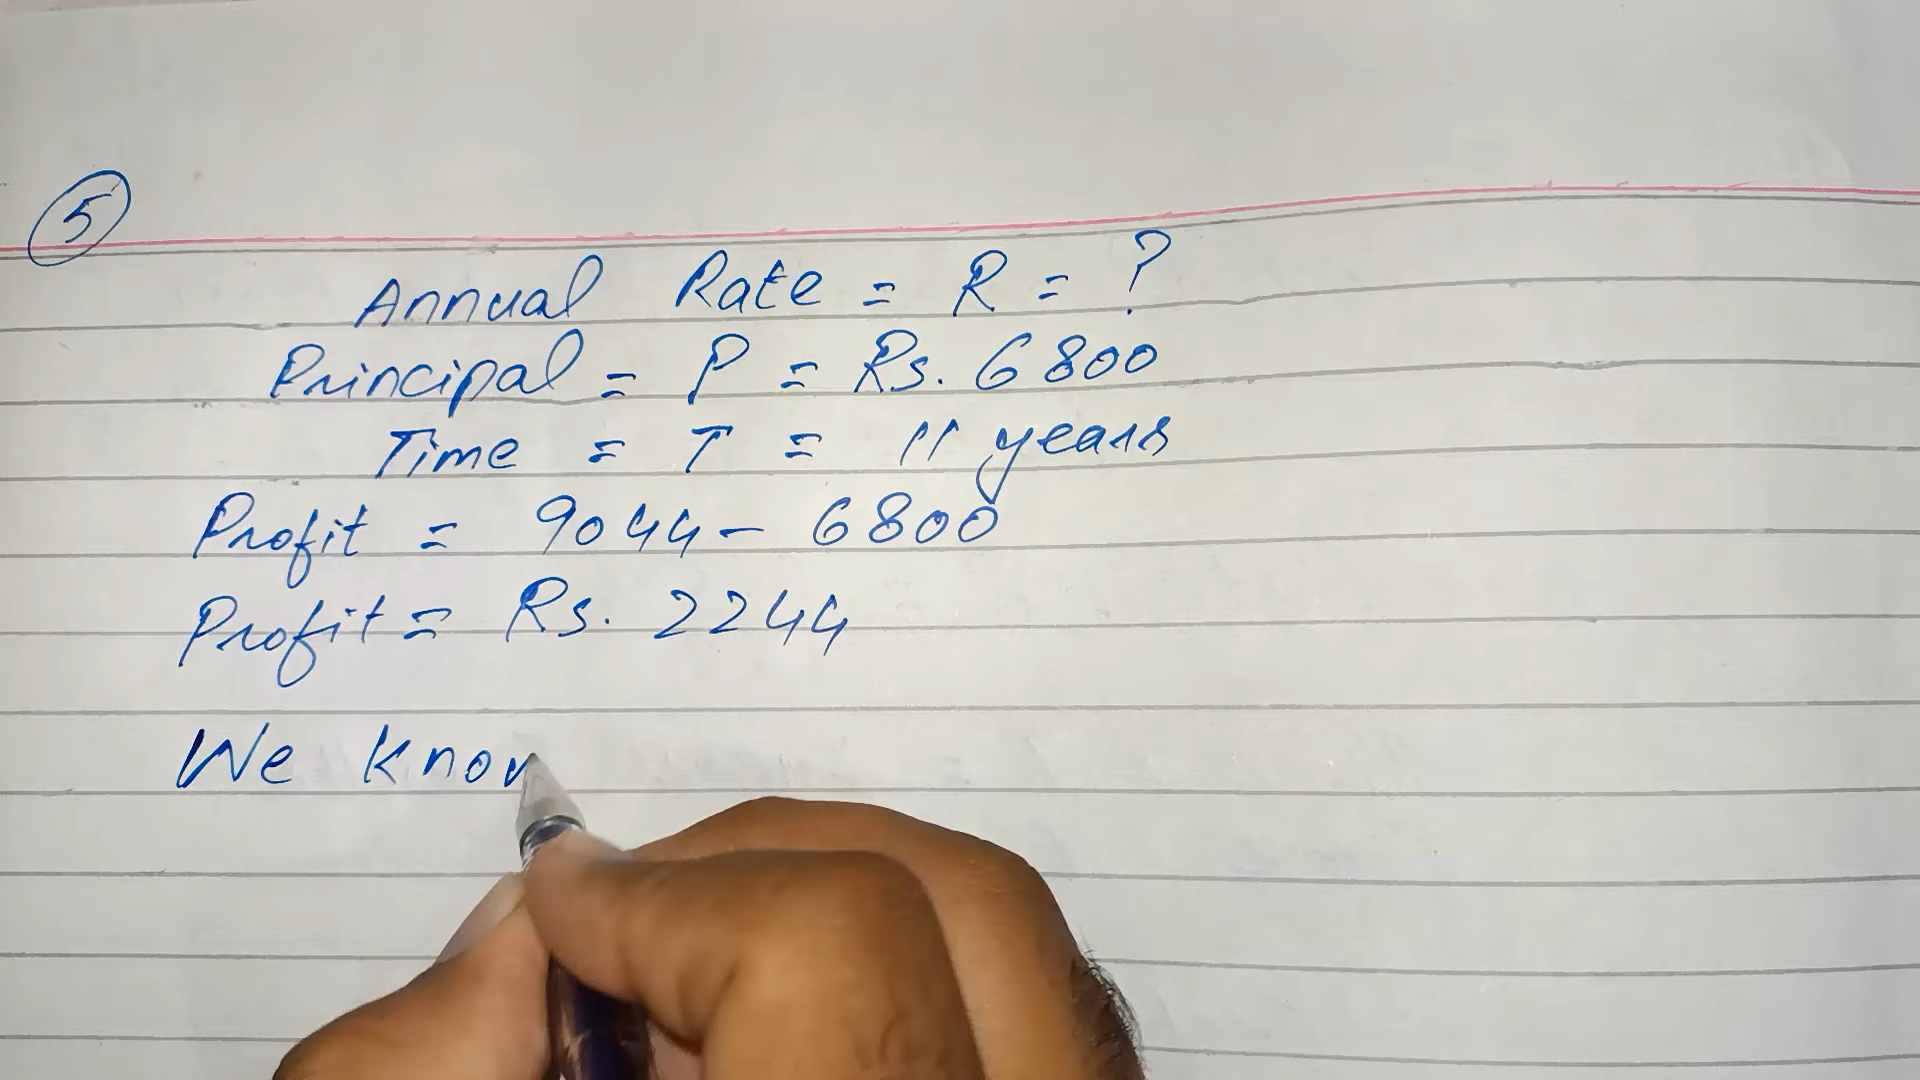 5
Annual Rate = R = ?
Principal = P = Rs. 6800
Time = T = 11 years
Profit = 9044 - 6800
Profit = Rs. 2244
We know